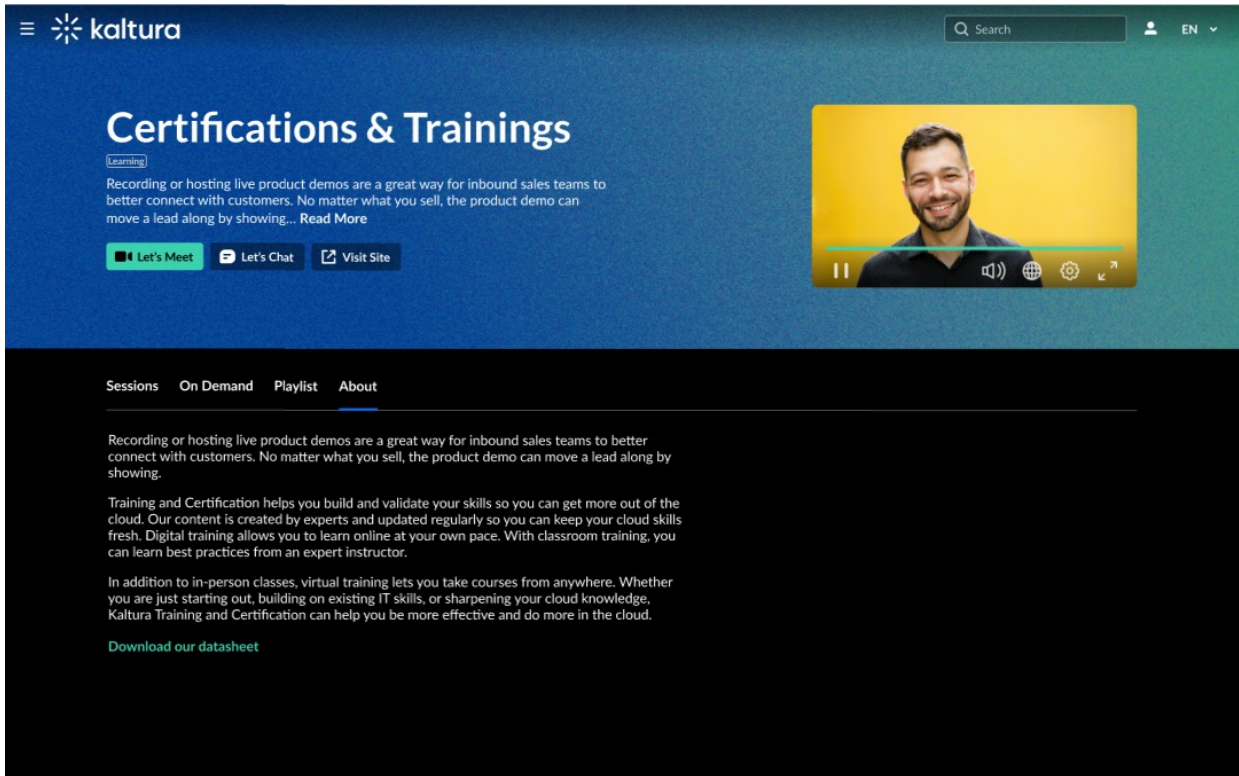 kaltura
Search
EN
Certifications & Trainings
Learning
Recording or hosting live product demos are a great way for inbound sales teams to
better connect with customers. No matter what you sell, the product demo can
move a lead along by showing... Read More
Let's Meet
Let's Chat
Visit Site
Sessions
On Demand
Playlist
About
Recording or hosting live product demos are a great way for inbound sales teams to better
connect with customers. No matter what you sell, the product demo can move a lead along by
showing.
Training and Certification helps you build and validate your skills so you can get more out of the
cloud. Our content is created by experts and updated regularly so you can keep your cloud skills
fresh. Digital training allows you to learn online at your own pace. With classroom training, you
can learn best practices from an expert instructor.
In addition to in-person classes, virtual training lets you take courses from anywhere. Whether
you are just starting out, building on existing IT skills, or sharpening your cloud knowledge,
Kaltura Training and Certification can help you be more effective and do more in the cloud.
Download our datasheet